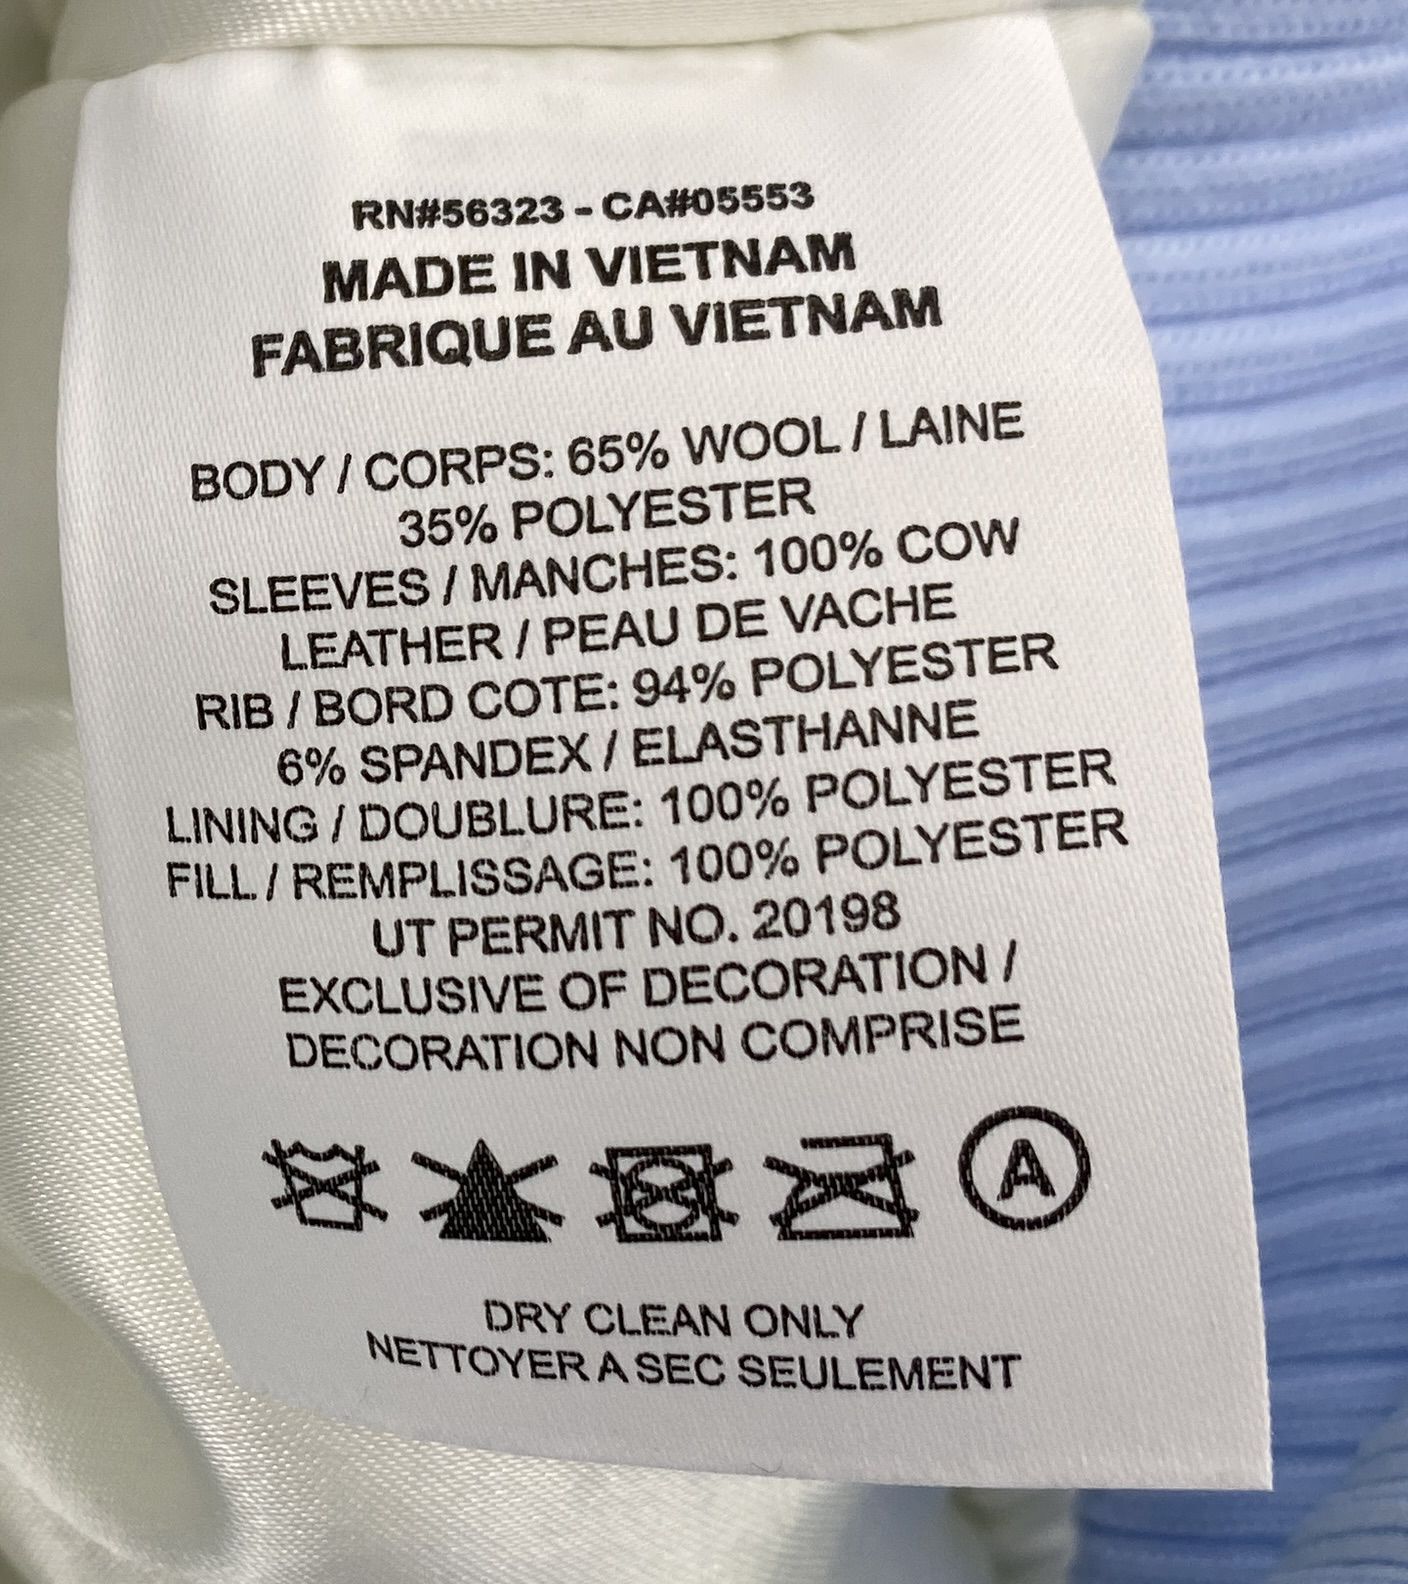 RN#56323 - CA#05553
MADE IN VIETNAM
FABRIQUE AU VIETNAM
BODY / CORPS: 65% WOOL / LAINE
35% POLYESTER
SLEEVES / MANCHES: 100% COW
LEATHER / PEAU DE VACHE
RIB / BORD COTE: 94% POLYESTER
6% SPANDEX / ELASTHANNE
LINING / DOUBLURE: 100% POLYESTER
FILL / REMPLISSAGE: 100% POLYESTER
UT PERMIT NO. 20198
EXCLUSIVE OF DECORATION /
DECORATION NON COMPRISE
A
DRY CLEAN ONLY
NETTOYER A SEC SEULEMENT